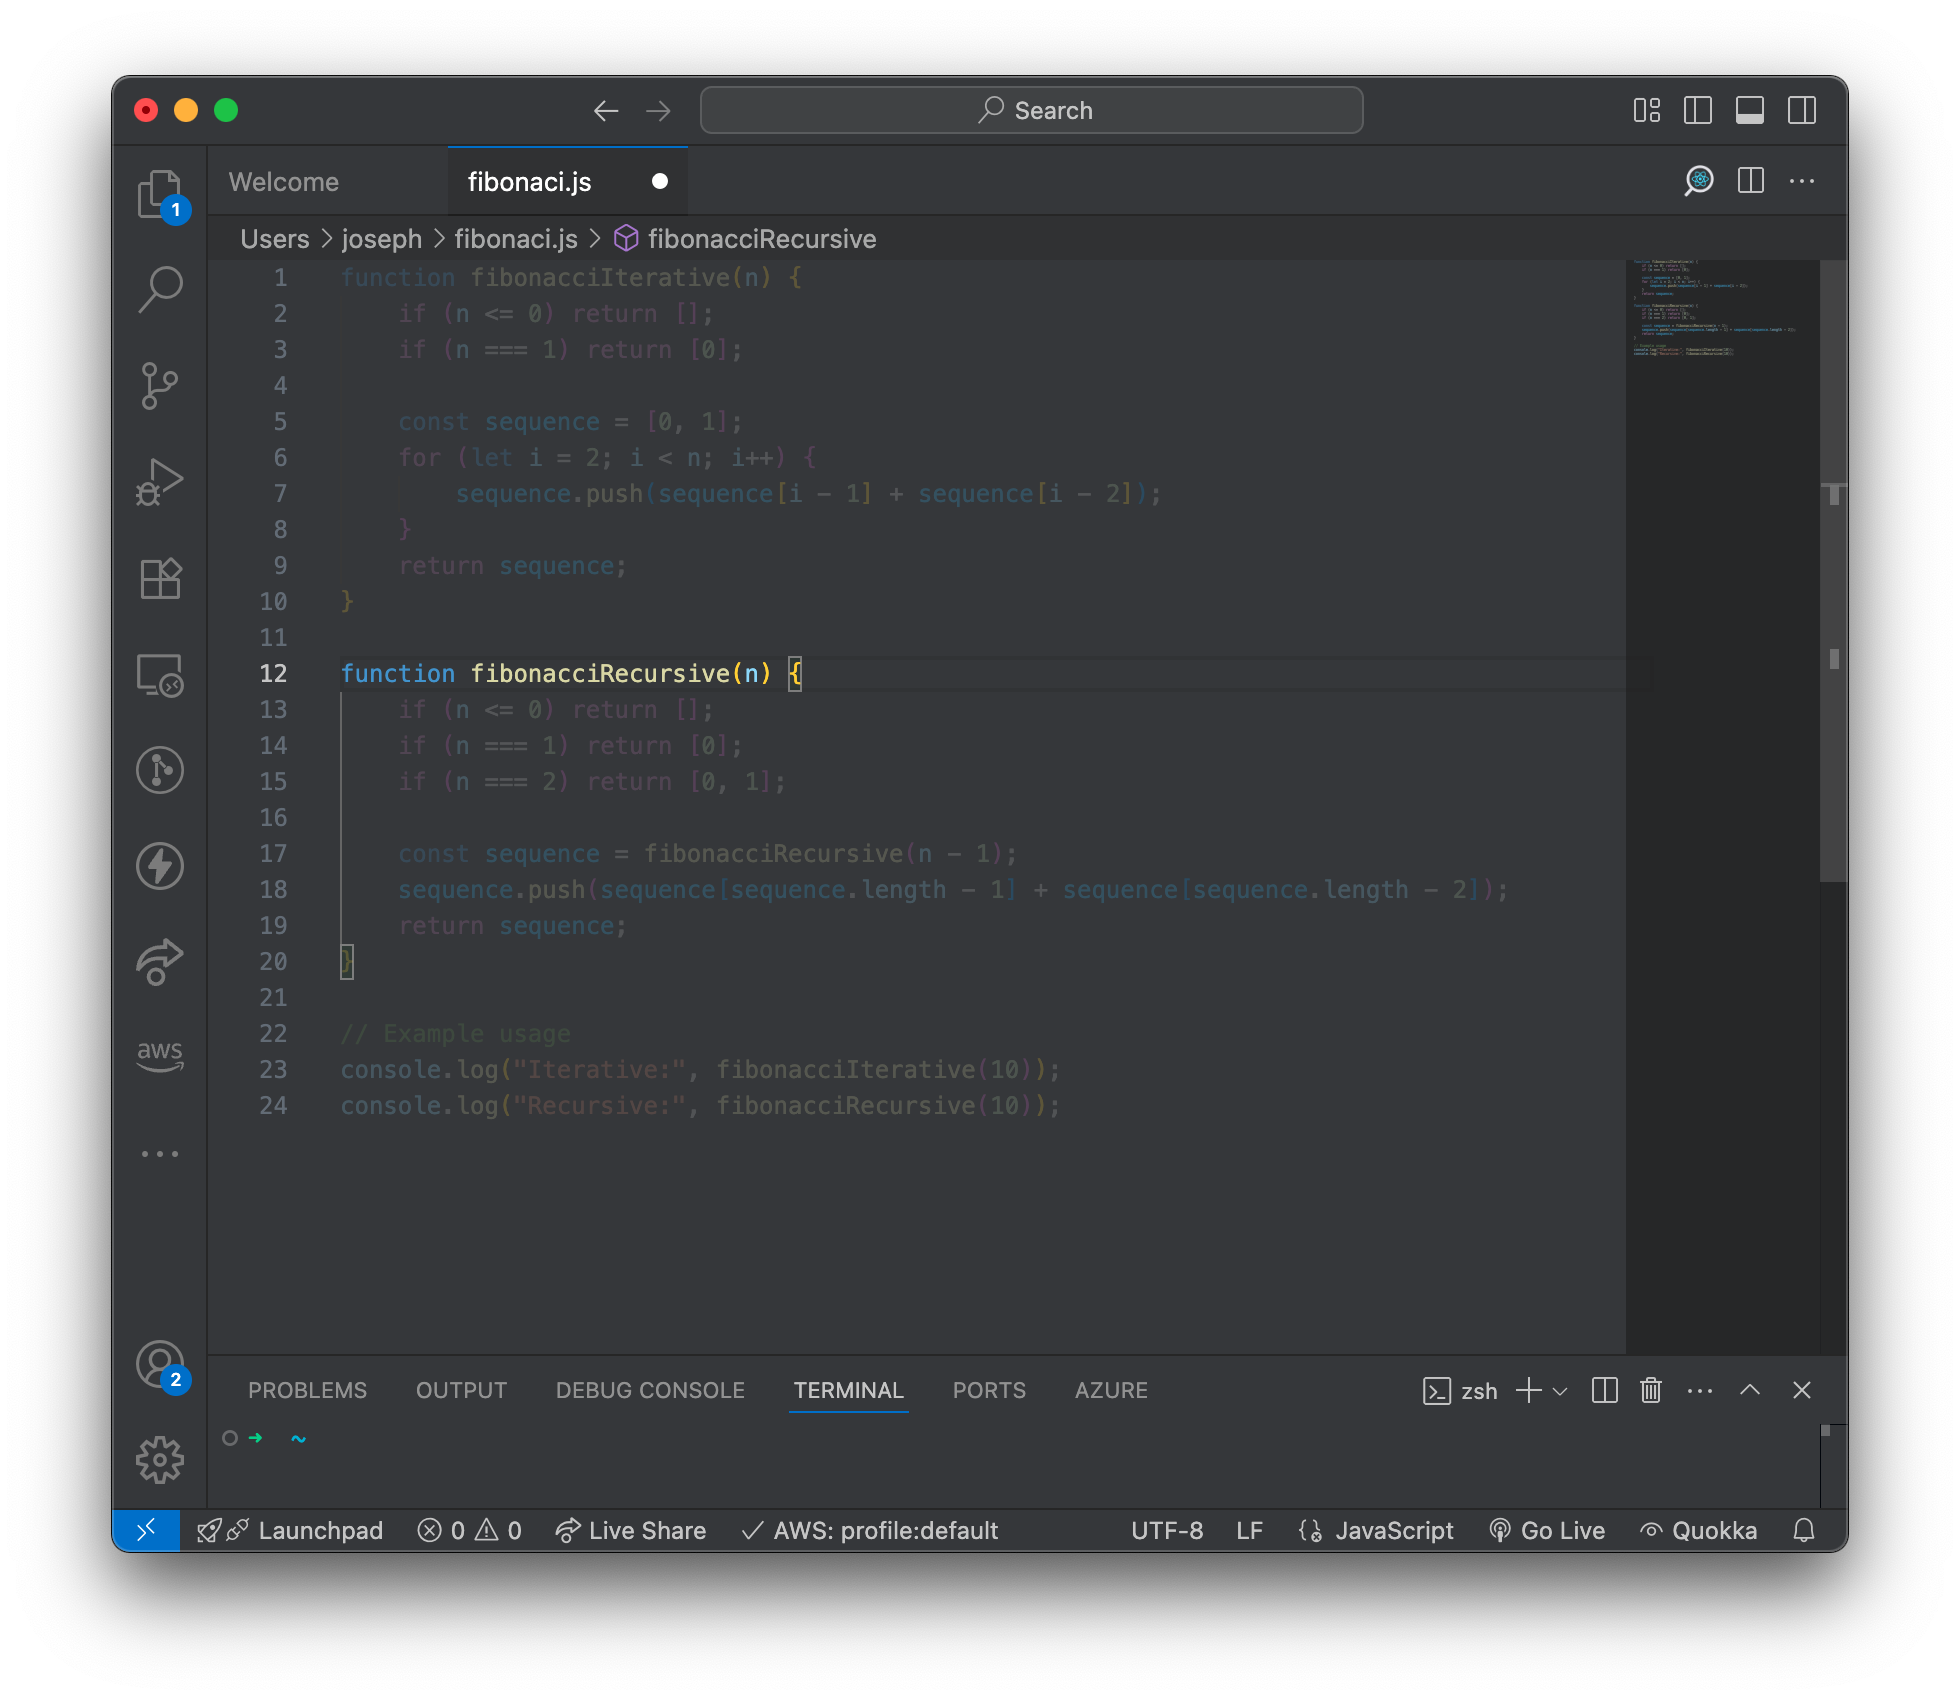 Search
Welcome
fibonaci.js
1
Users > joseph > fibonaci.js > fibonacciRecursive
1 function fibonacciIterative(n) {
2     if (n <= 0) return [];
3     if (n === 1) return [0];
4
5     const sequence = [0, 1];
6     for (let i = 2; i < n; i++) {
7         sequence.push(sequence[i - 1] + sequence[i - 2]);
8     }
9     return sequence;
10 }
11
12 function fibonacciRecursive(n) {
13     if (n <= 0) return [];
14     if (n === 1) return [0];
15     if (n === 2) return [0, 1];
16
17     const sequence = fibonacciRecursive(n - 1);
18     sequence.push(sequence[sequence.length - 1] + sequence[sequence.length - 2]);
19     return sequence;
20 }
21
22 // Example usage
23 console.log("Iterative:", fibonacciIterative(10));
24 console.log("Recursive:", fibonacciRecursive(10));
aws
2
PROBLEMS OUTPUT DEBUG CONSOLE TERMINAL PORTS AZURE zsh
➜ ~
Launchpad 0 0 Live Share AWS: profile:default UTF-8 LF JavaScript Go Live Quokka